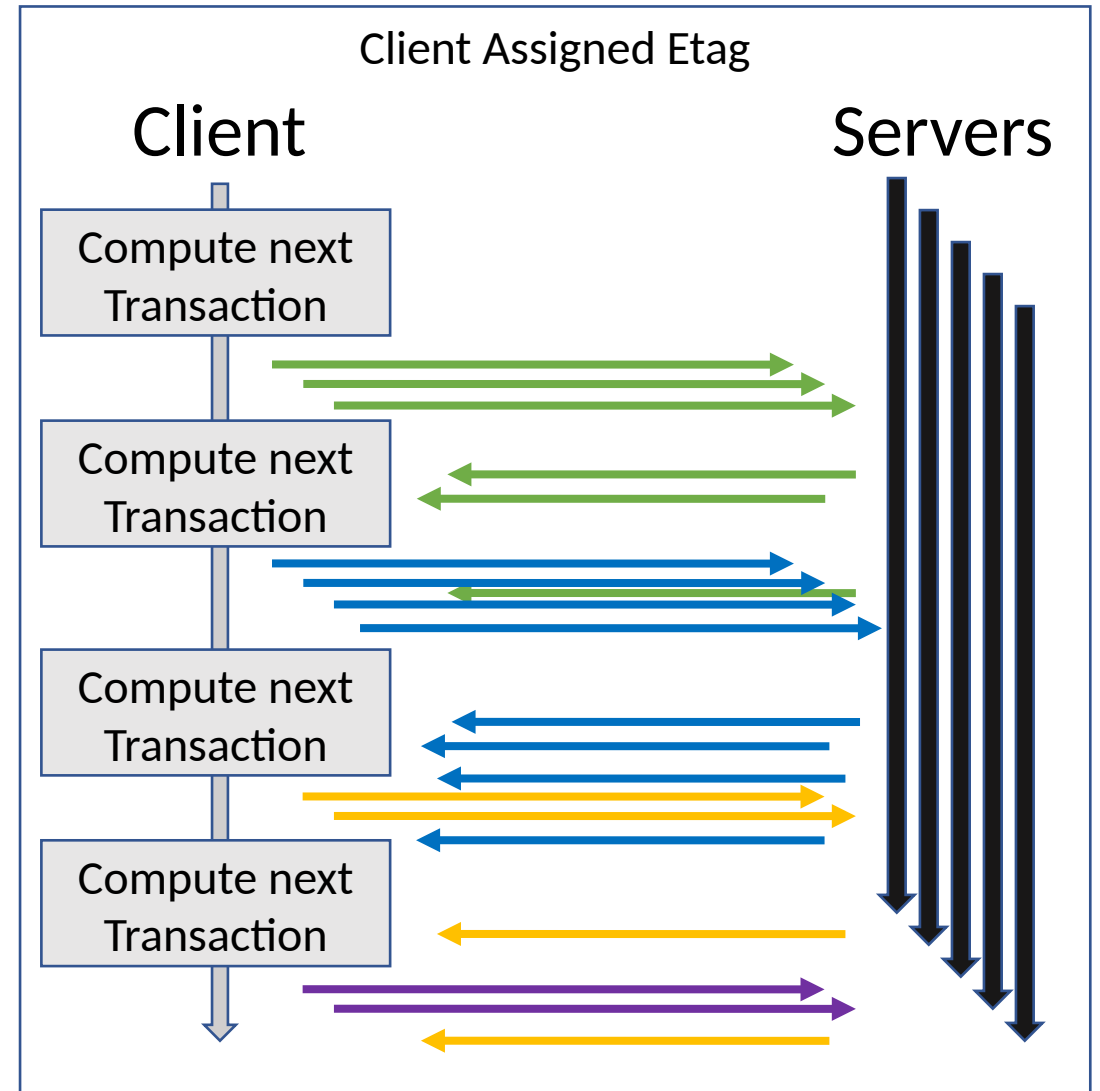 Client Assigned Etag
Client
Servers
Compute next
Transaction
Compute next
Transaction
Compute next
Transaction
Compute next
Transaction